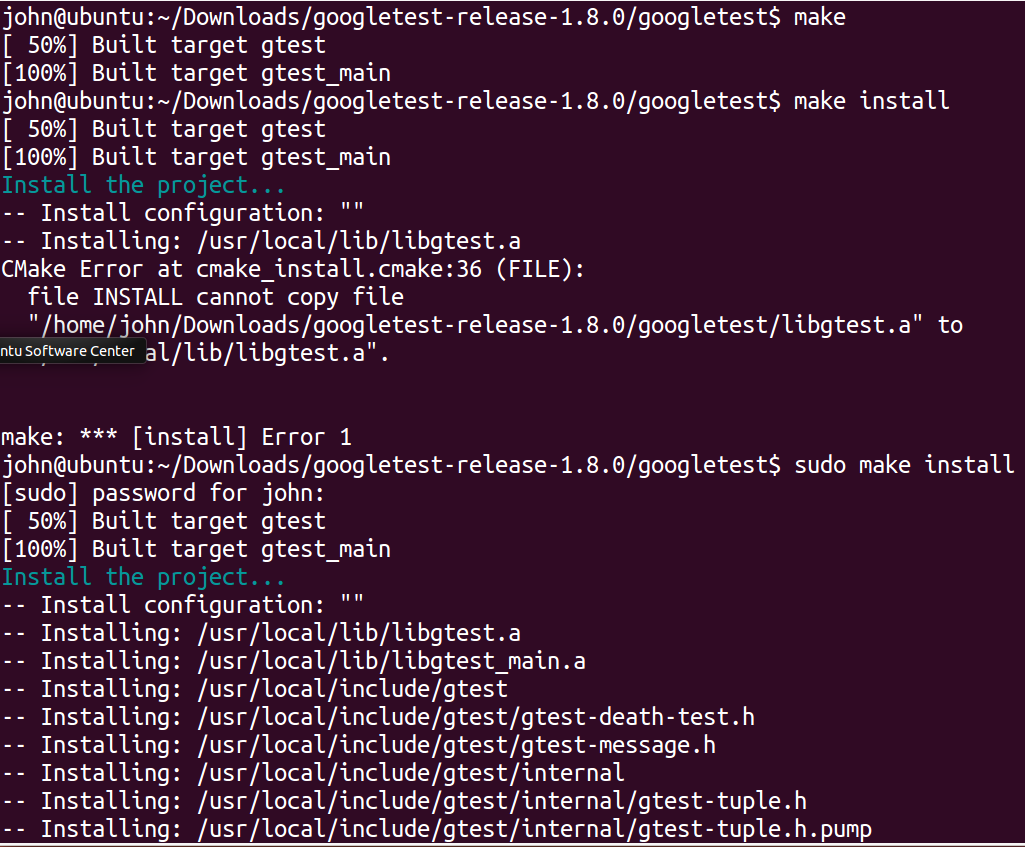 john@ubuntu:~/Downloads/googletest-release-1.8.0/googletest$ make
[ 50%] Built target gtest
[100%] Built target gtest_main
john@ubuntu:~/Downloads/googletest-release-1.8.0/googletest$ make install
[ 50%] Built target gtest
[100%] Built target gtest_main
Install the project...
-- Install configuration: ""
-- Installing: /usr/local/lib/libgtest.a
CMake Error at cmake_install.cmake:36 (FILE):
  file INSTALL cannot copy file
  "/home/john/Downloads/googletest-release-1.8.0/googletest/libgtest.a" to
ntu Software Center al/lib/libgtest.a".
make: *** [install] Error 1
john@ubuntu:~/Downloads/googletest-release-1.8.0/googletest$ sudo make install
[sudo] password for john:
[ 50%] Built target gtest
[100%] Built target gtest_main
Install the project...
-- Install configuration: ""
-- Installing: /usr/local/lib/libgtest.a
-- Installing: /usr/local/lib/libgtest_main.a
-- Installing: /usr/local/include/gtest
-- Installing: /usr/local/include/gtest/gtest-death-test.h
-- Installing: /usr/local/include/gtest/gtest-message.h
-- Installing: /usr/local/include/gtest/internal
-- Installing: /usr/local/include/gtest/internal/gtest-tuple.h
-- Installing: /usr/local/include/gtest/internal/gtest-tuple.h.pump